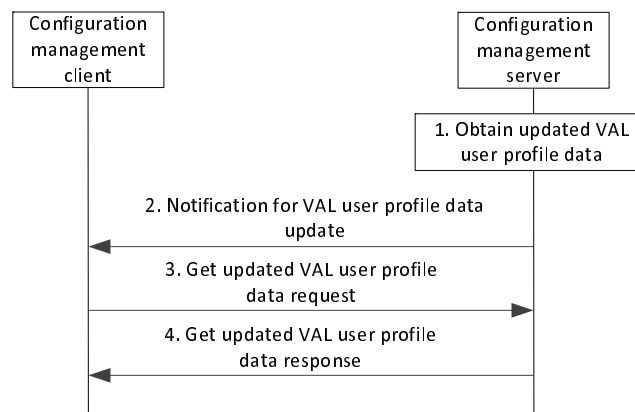 Configuration
management
client
Configuration
management
server
1. Obtain updated VAL
user profile data
2. Notification for VAL user profile data
update
3. Get updated VAL user profile
data request
4. Get updated VAL user profile
data response